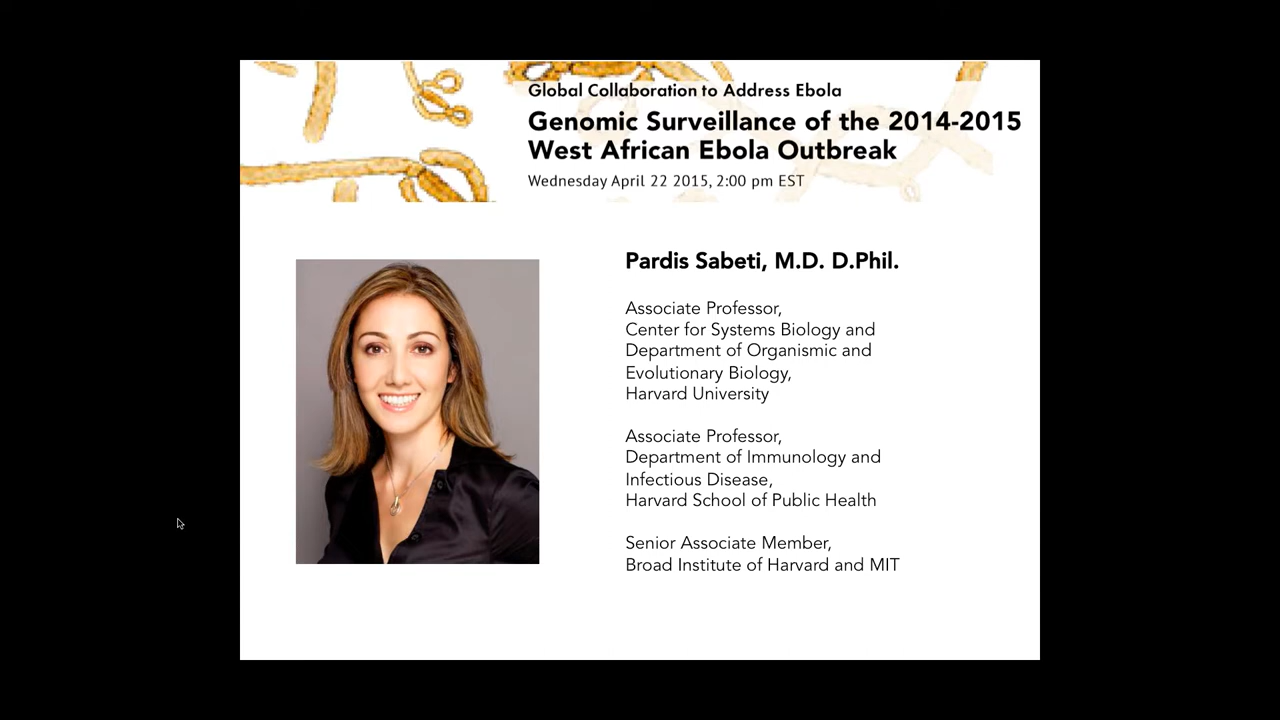 Global Collaboration to Address Ebola
Genomic Surveillance of the 2014-2015
West African Ebola Outbreak
Wednesday April 22 2015, 2:00 pm EST
Pardis Sabeti, M.D. D.Phil.
Associate Professor,
Center for Systems Biology and
Department of Organismic and
Evolutionary Biology,
Harvard University
Associate Professor,
Department of Immunology and
Infectious Disease,
Harvard School of Public Health
Senior Associate Member,
Broad Institute of Harvard and MIT